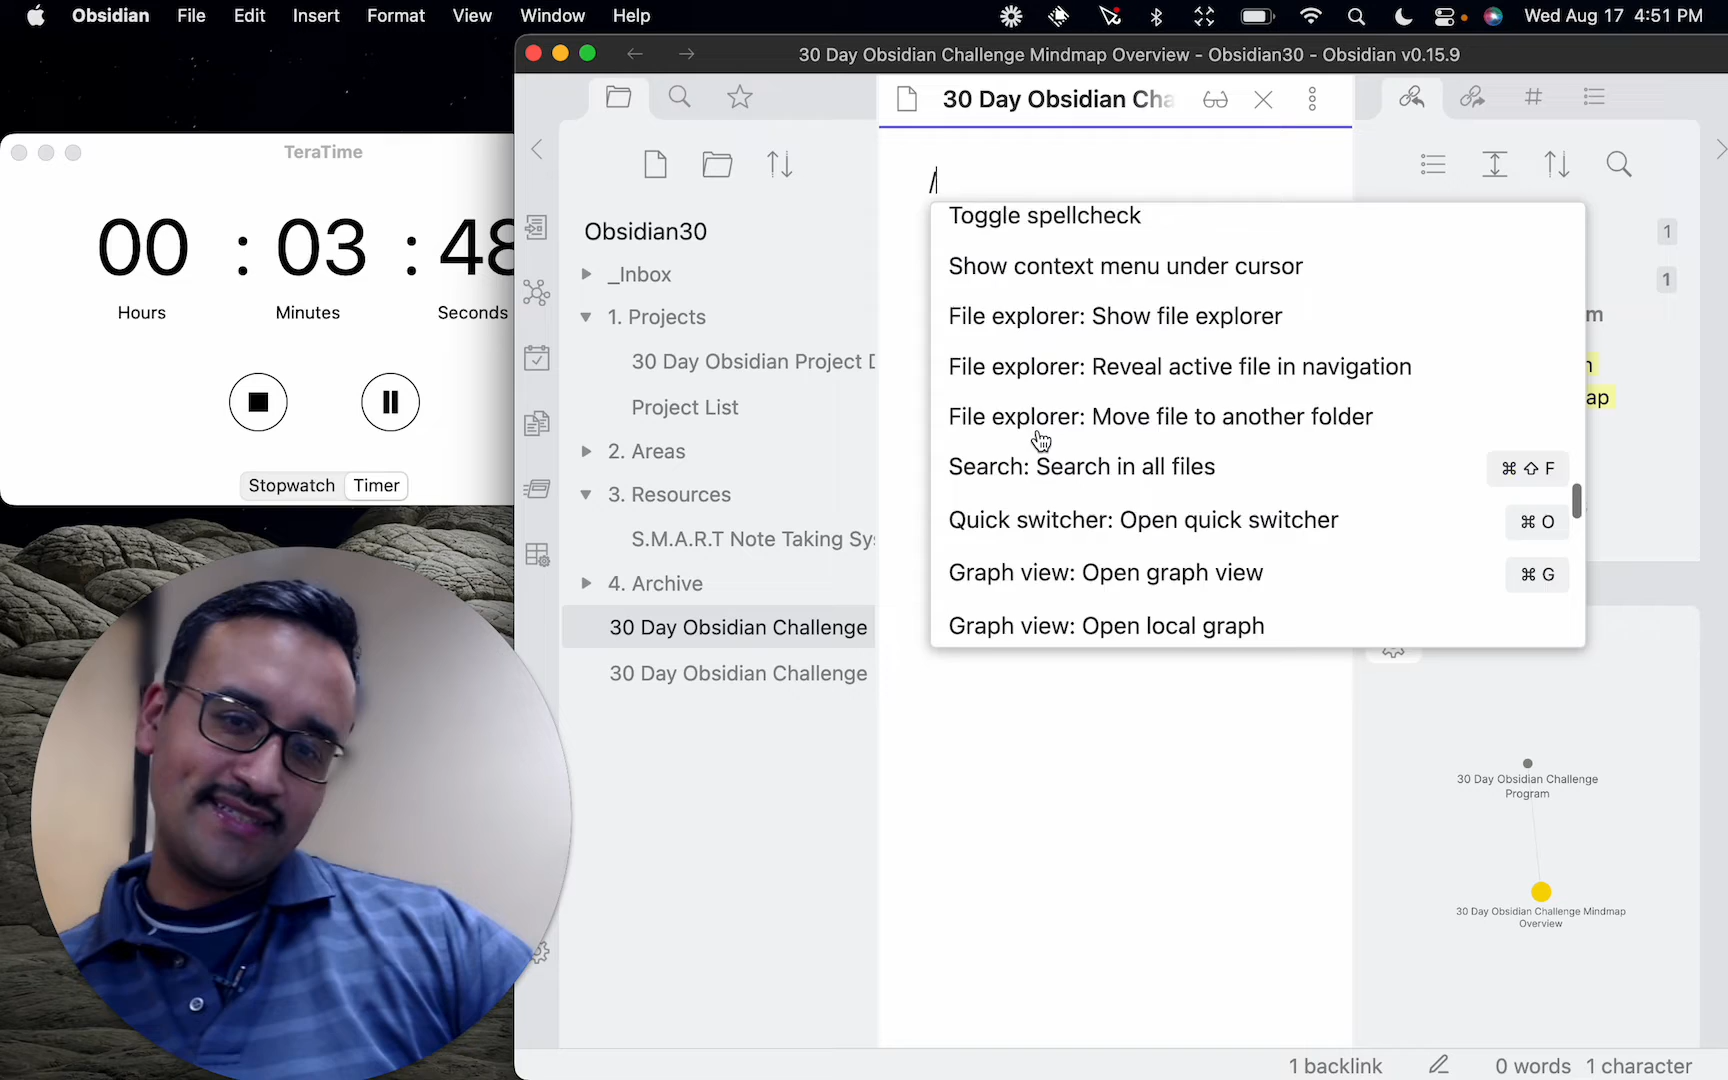 Obsidian File Edit Insert Format View Window Help
Wed Aug 17 4:51 PM
30 Day Obsidian Challenge Mindmap Overview - Obsidian30 - Obsidian v0.15.9
TeraTime
00 : 03 : 48
Hours Minutes Seconds
Stopwatch Timer
Obsidian30
_Inbox
1. Projects
30 Day Obsidian Project D
Project List
2. Areas
3. Resources
S.M.A.R.T Note Taking Sy
4. Archive
30 Day Obsidian Challenge
30 Day Obsidian Challenge
30 Day Obsidian Cha
/
Toggle spellcheck
Show context menu under cursor
File explorer: Show file explorer
File explorer: Reveal active file in navigation
File explorer: Move file to another folder
Search: Search in all files ⌘ ⇧ F
Quick switcher: Open quick switcher ⌘ O
Graph view: Open graph view ⌘ G
Graph view: Open local graph
1
1
m
ap
30 Day Obsidian Challenge
Program
30 Day Obsidian Challenge Mindmap
Overview
1 backlink 0 words 1 character